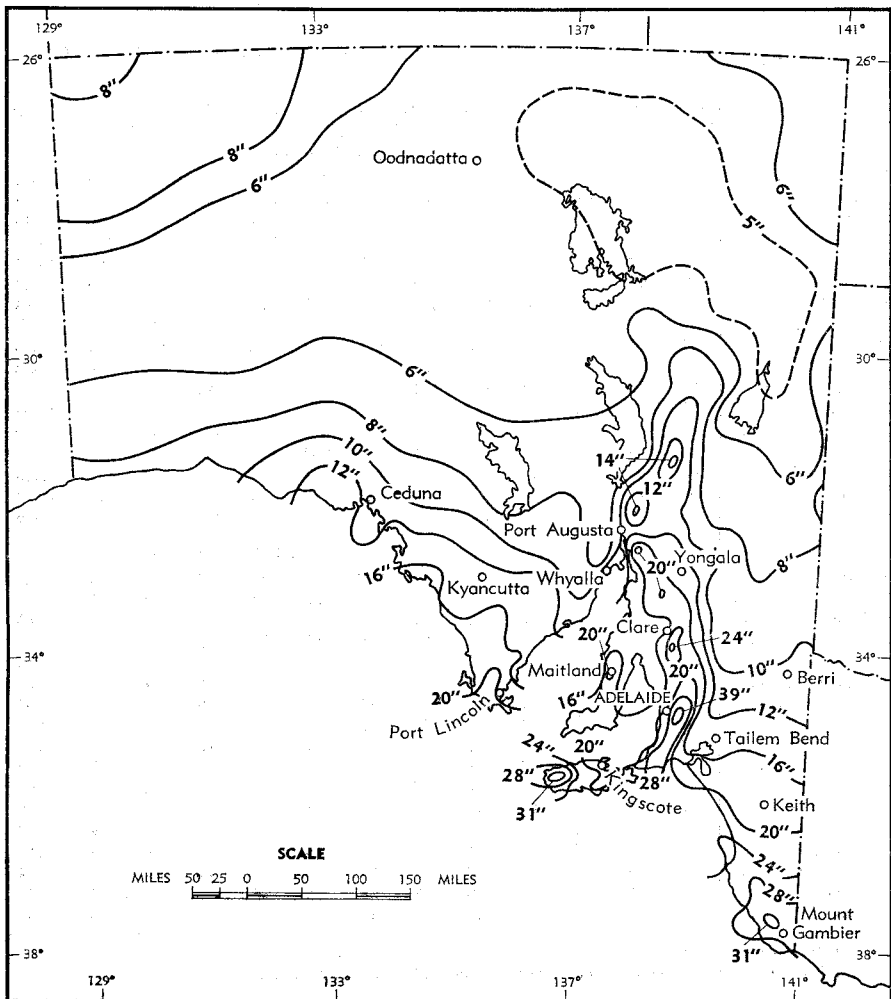 129° 133° 137° 141°
26° 26°
8"
8"
6"
Oodnadatta
6"
5"
30° 30°
6"
8"
10"
12"
Ceduna
14"
12"
6"
Port Augusta
16"
Kyancutta
Whyalla
20"
Yongala
8"
20"
Clare
24"
34° 34°
Maitland
20"
10"
Berri
20"
16"
ADELAIDE
39"
12"
Port Lincoln
Tailem Bend
24"
20"
16"
28"
28"
Kingscote
31"
Keith
20"
SCALE
MILES 50 25 0 50 100 150 MILES
24"
28"
Mount
Gambier
31"
38° 38°
129° 133° 137° 141°